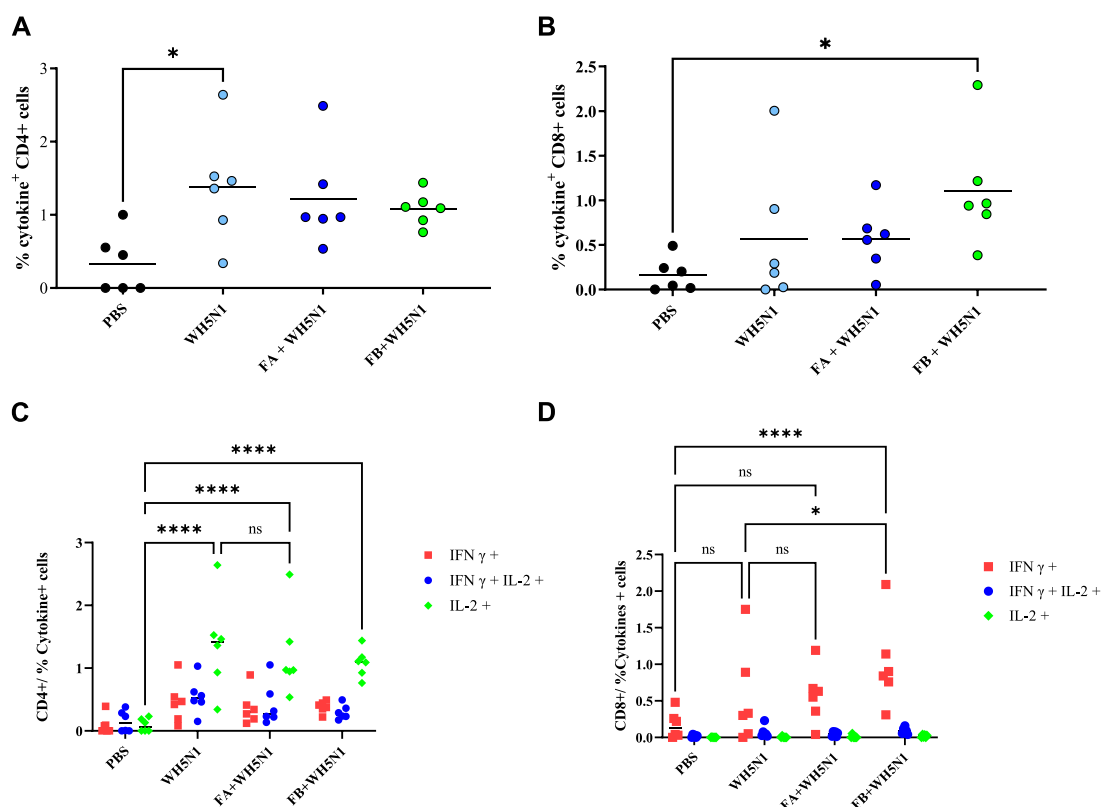 A
% cytokine+ CD4+ cells
3
2
1
0
*
PBS
WH5N1
FA + WH5N1
FB+WH5N1
B
% cytokine+ CD8+ cells
2.5
2.0
1.5
1.0
0.5
0.0
*
PBS
WH5N1
FA + WH5N1
FB + WH5N1
C
CD4+/ % Cytokine+ cells
3
2
1
0
****
****
****
ns
PBS
WH5N1
FA+WH5N1
FB+WH5N1
IFN γ +
IFN γ + IL-2 +
IL-2 +
D
CD8+/ %Cytokines + cells
2.5
2.0
1.5
1.0
0.5
0.0
****
ns
*
ns
ns
PBS
WH5N1
FA+WH5N1
FB+WH5N1
IFN γ +
IFN γ + IL-2 +
IL-2 +